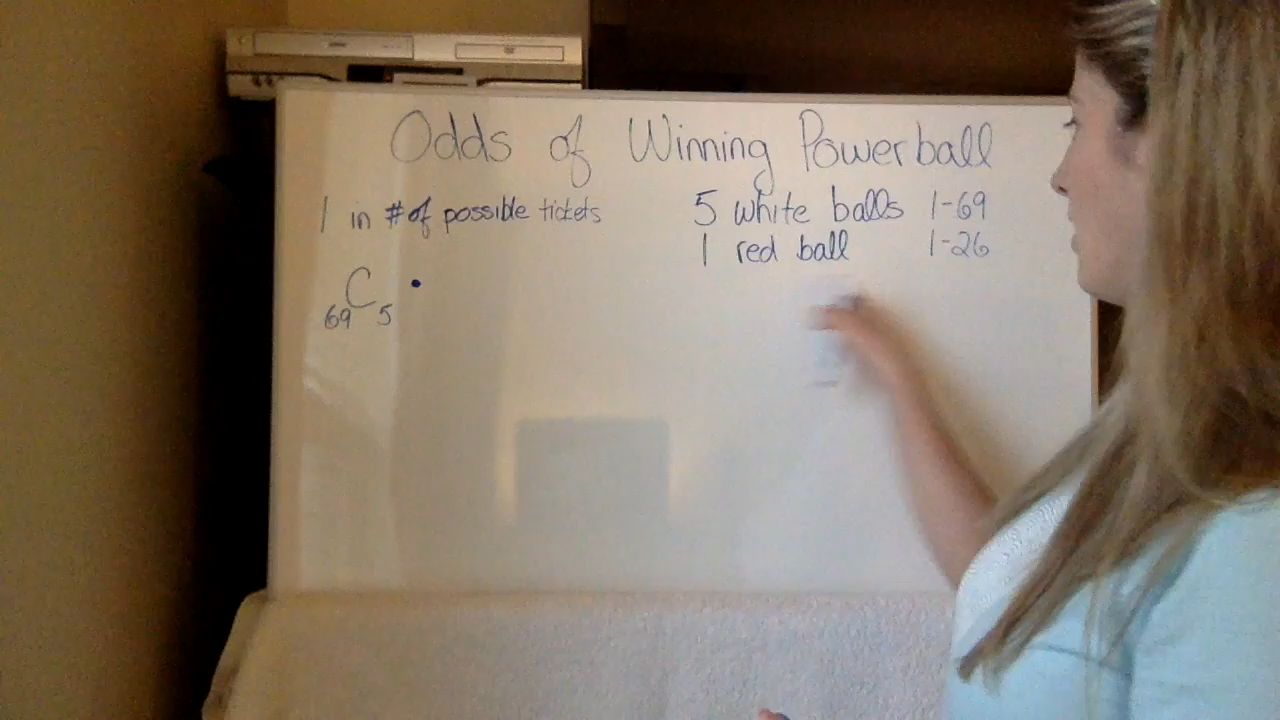 Odds of Winning Powerball
1 in # of possible tickets
5 white balls 1-69
1 red ball 1-26
69C5 •